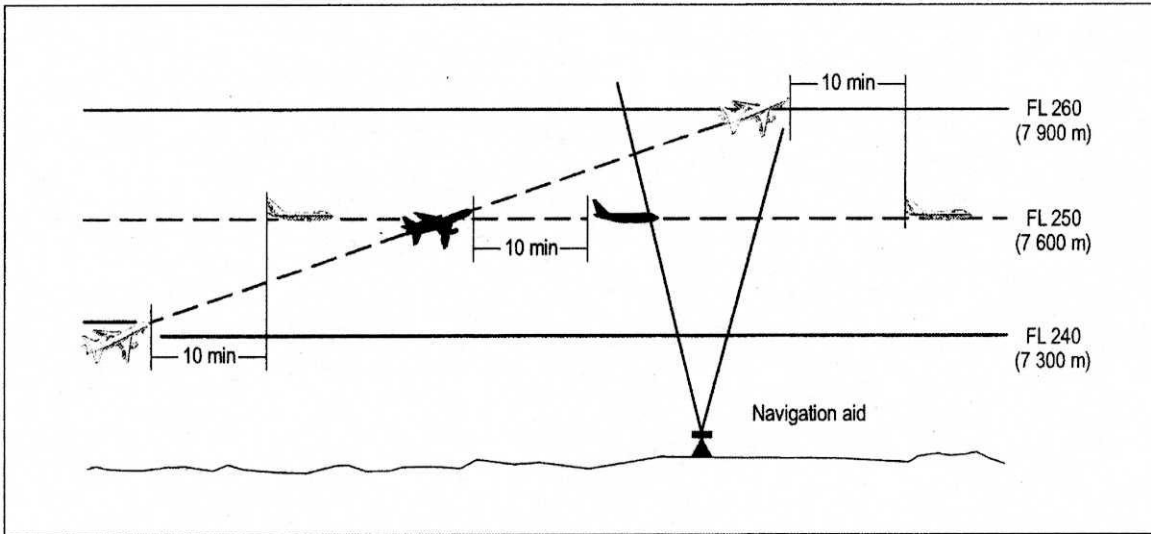 10 min
FL 260
(7 900 m)
FL 250
(7 600 m)
10 min
FL 240
(7 300 m)
10 min
Navigation aid